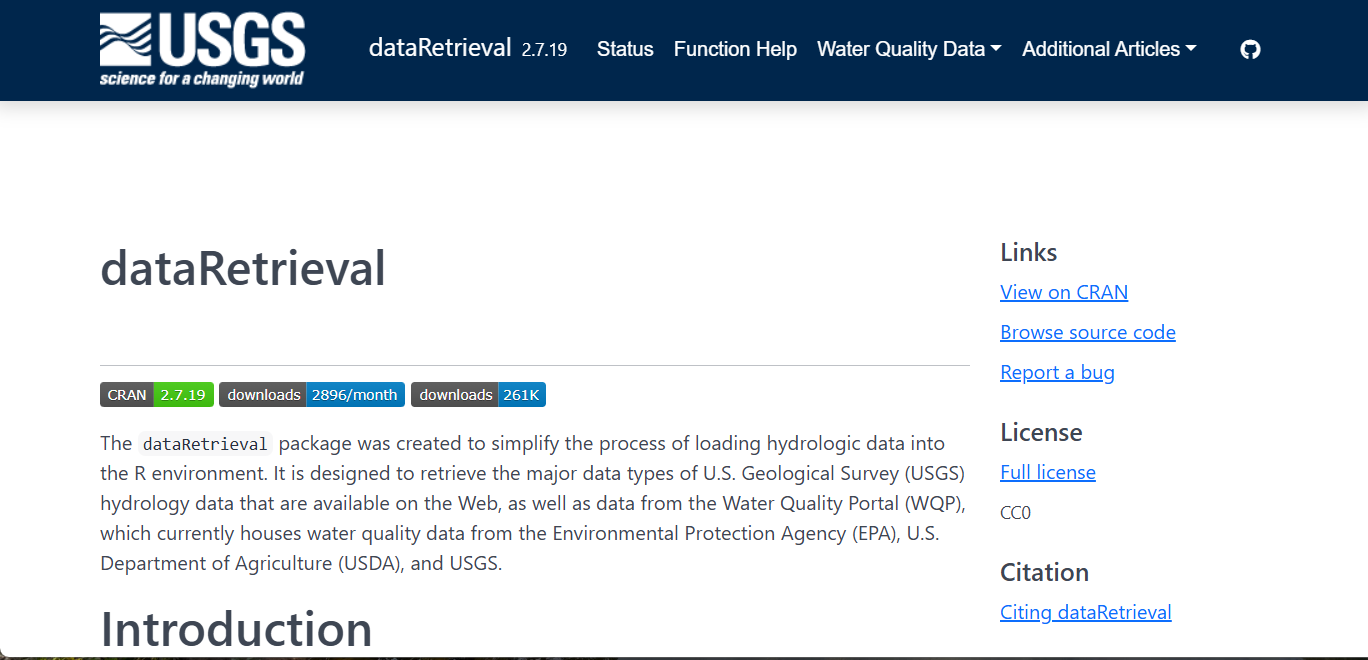 USGS
science for a changing world
dataRetrieval 2.7.19 Status Function Help Water Quality Data Additional Articles
dataRetrieval
CRAN 2.7.19 downloads 2896/month downloads 261K
The dataRetrieval package was created to simplify the process of loading hydrologic data into
the R environment. It is designed to retrieve the major data types of U.S. Geological Survey (USGS)
hydrology data that are available on the Web, as well as data from the Water Quality Portal (WQP),
which currently houses water quality data from the Environmental Protection Agency (EPA), U.S.
Department of Agriculture (USDA), and USGS.
Introduction
Links
View on CRAN
Browse source code
Report a bug
License
Full license
CC0
Citation
Citing dataRetrieval